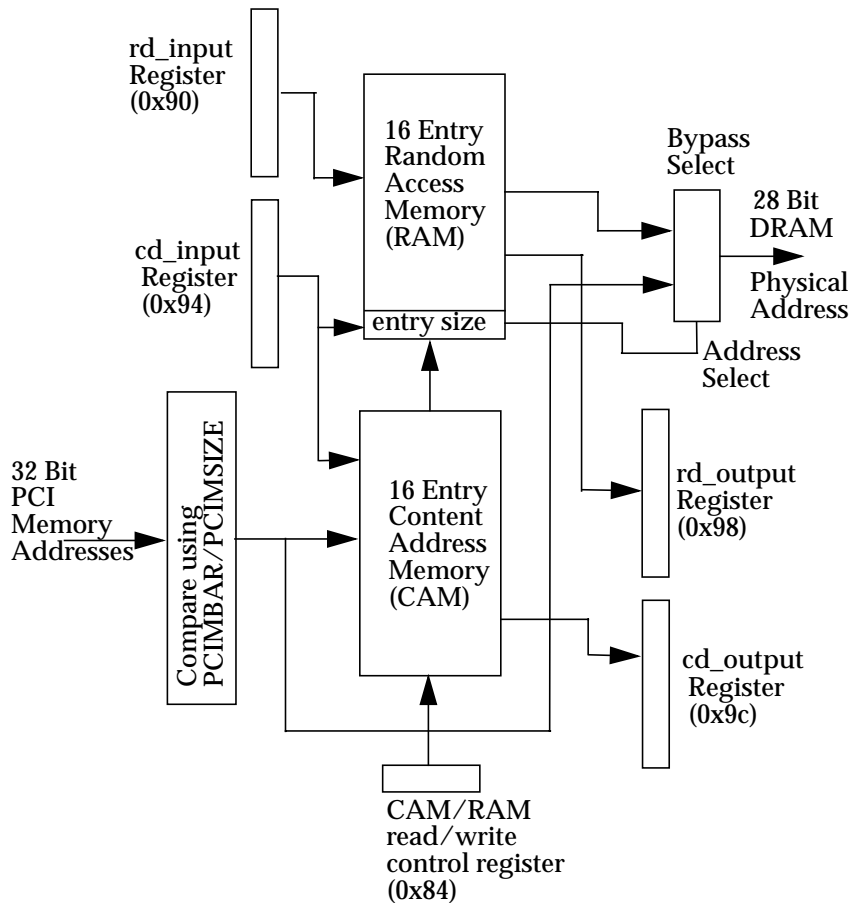 rd_input
Register
(0x90)
16 Entry
Random
Access
Memory
(RAM)
entry size
Bypass
Select
28 Bit
DRAM
Physical
Address
Address
Select
cd_input
Register
(0x94)
32 Bit
PCI
Memory
Addresses
Compare using
PCIMBAR/PCIMSIZE
16 Entry
Content
Address
Memory
(CAM)
rd_output
Register
(0x98)
cd_output
Register
(0x9c)
CAM/RAM
read/write
control register
(0x84)